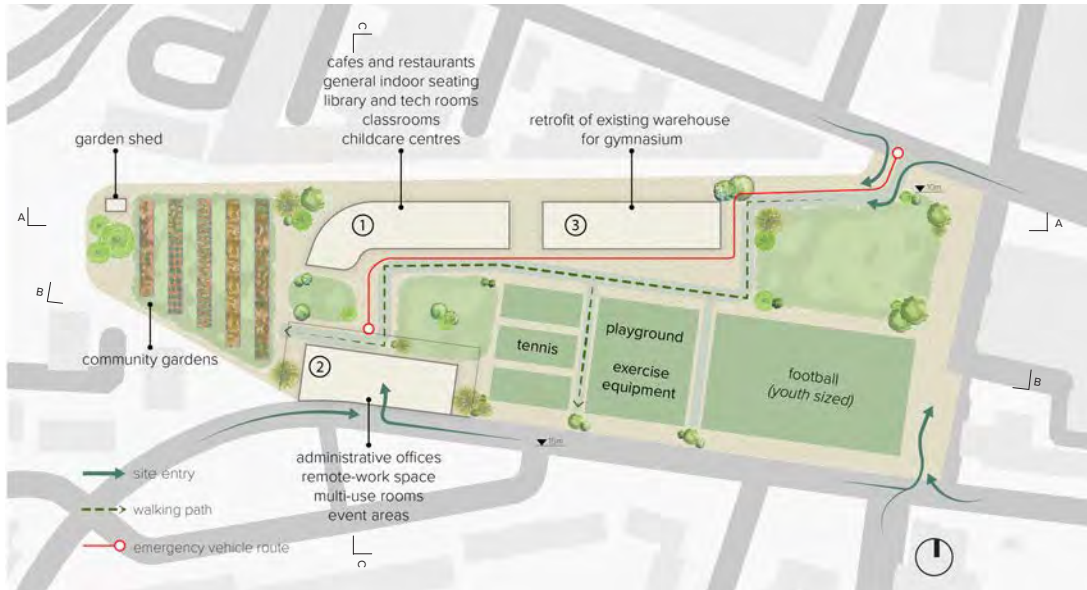 C
cafes and restaurants
general indoor seating
library and tech rooms
classrooms
childcare centres
retrofit of existing warehouse
for gymnasium
garden shed
10m
A
A
1
3
B
B
community gardens
2
tennis
playground
exercise
equipment
football
(youth sized)
15m
administrative offices
remote-work space
multi-use rooms
event areas
site entry
walking path
emergency vehicle route
C